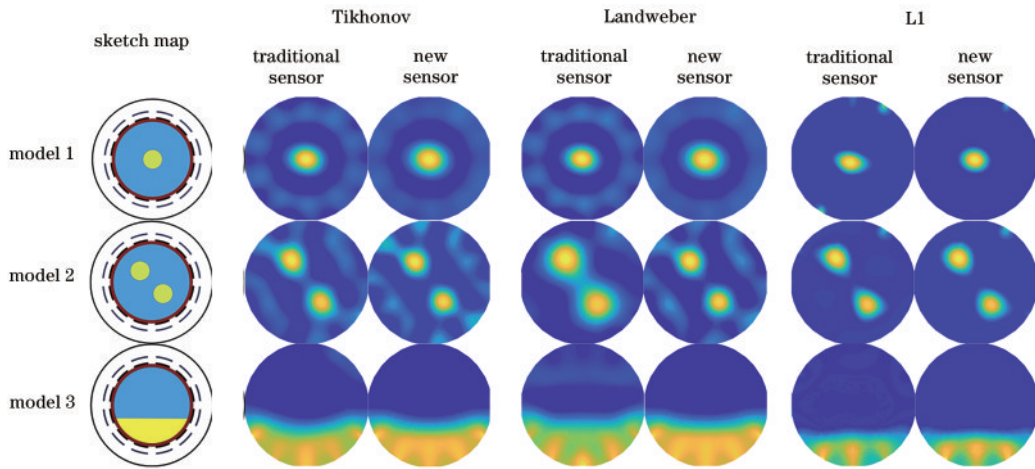 Tikhonov
Landweber
L1
sketch map
traditional sensor
new sensor
traditional sensor
new sensor
traditional sensor
new sensor
model 1
model 2
model 3